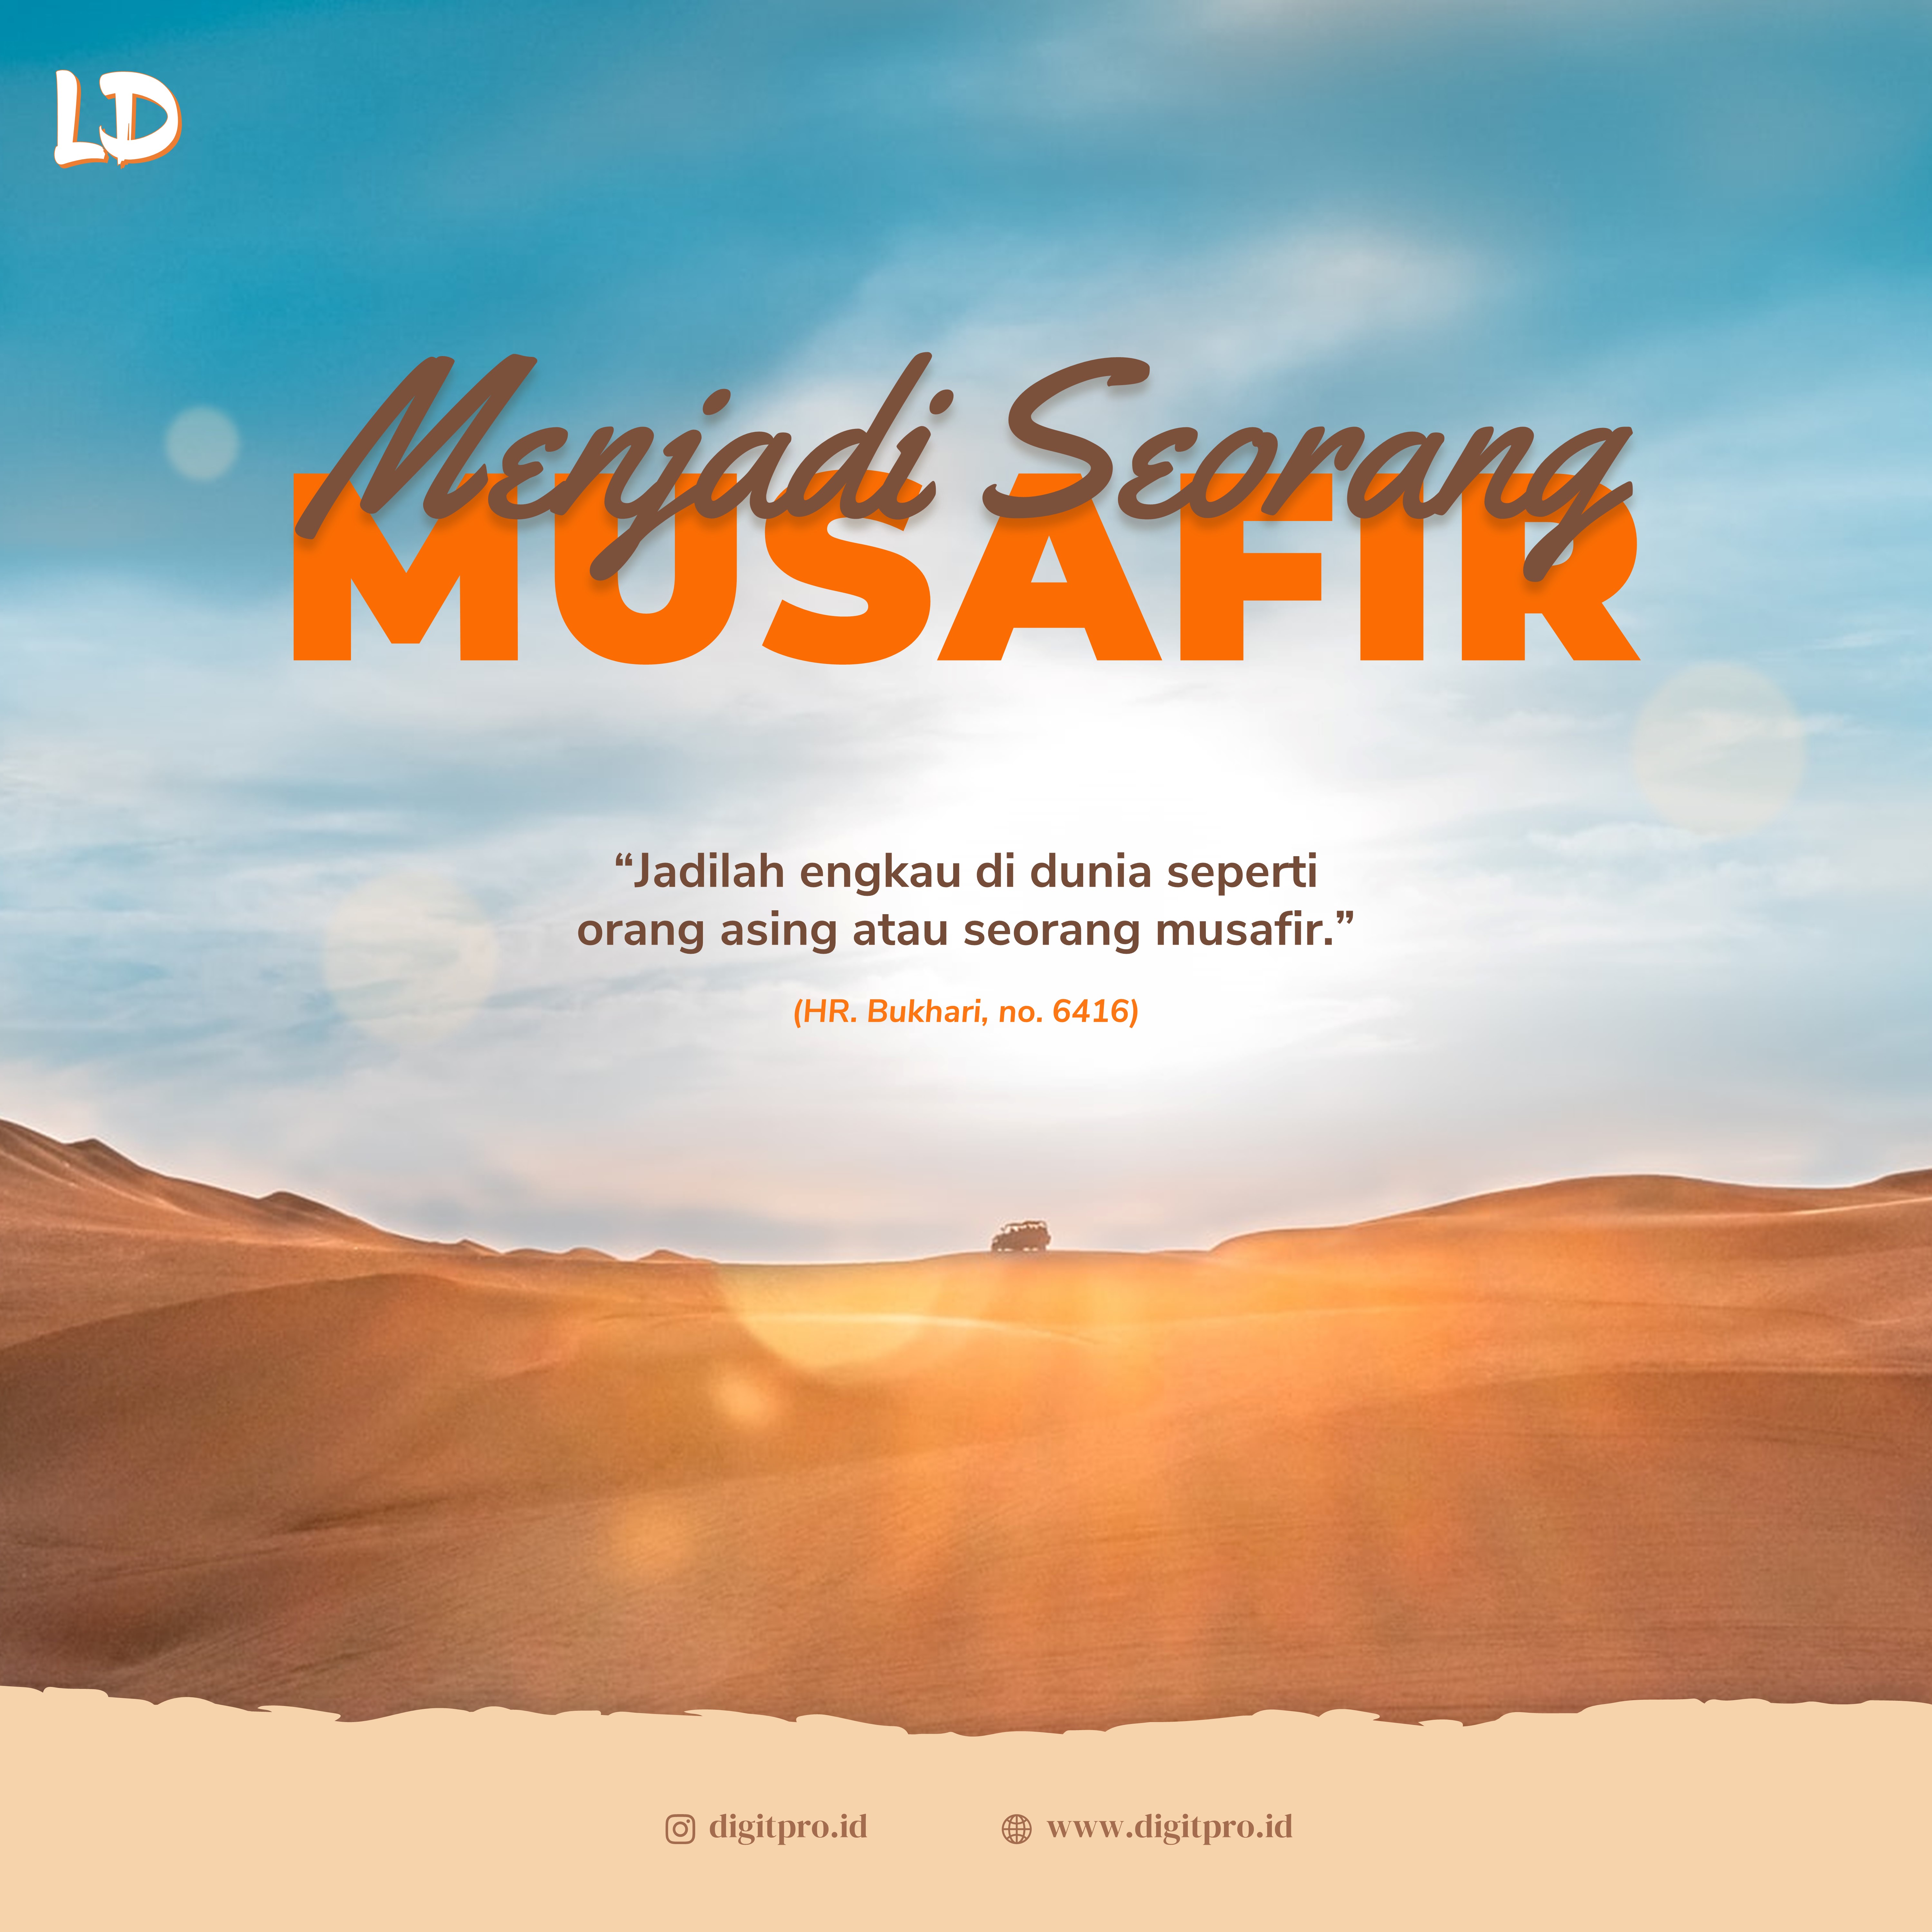 LD
Menjadi Seorang
MUSAFIR
“Jadilah engkau di dunia seperti
orang asing atau seorang musafir.”
(HR. Bukhari, no. 6416)
digitpro.id
www.digitpro.id